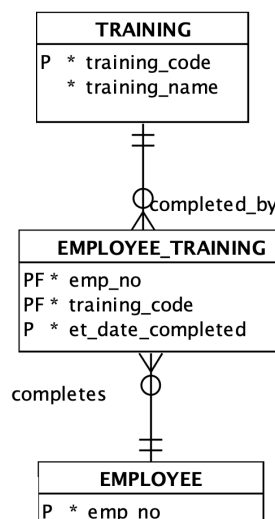 TRAINING
P * training_code
* training_name
completed_by
EMPLOYEE_TRAINING
PF * emp_no
PF * training_code
P * et_date_completed
completes
EMPLOYEE
P * emp_no